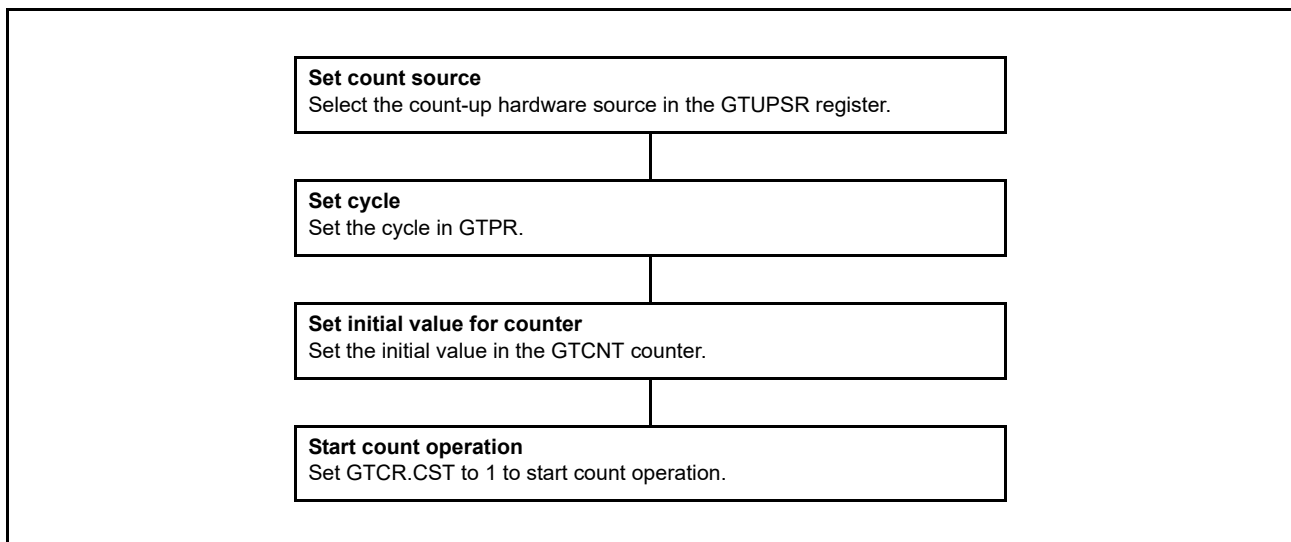 Set count source
Select the count-up hardware source in the GTUPSR register.
Set cycle
Set the cycle in GTPR.
Set initial value for counter
Set the initial value in the GTCNT counter.
Start count operation
Set GTCR.CST to 1 to start count operation.